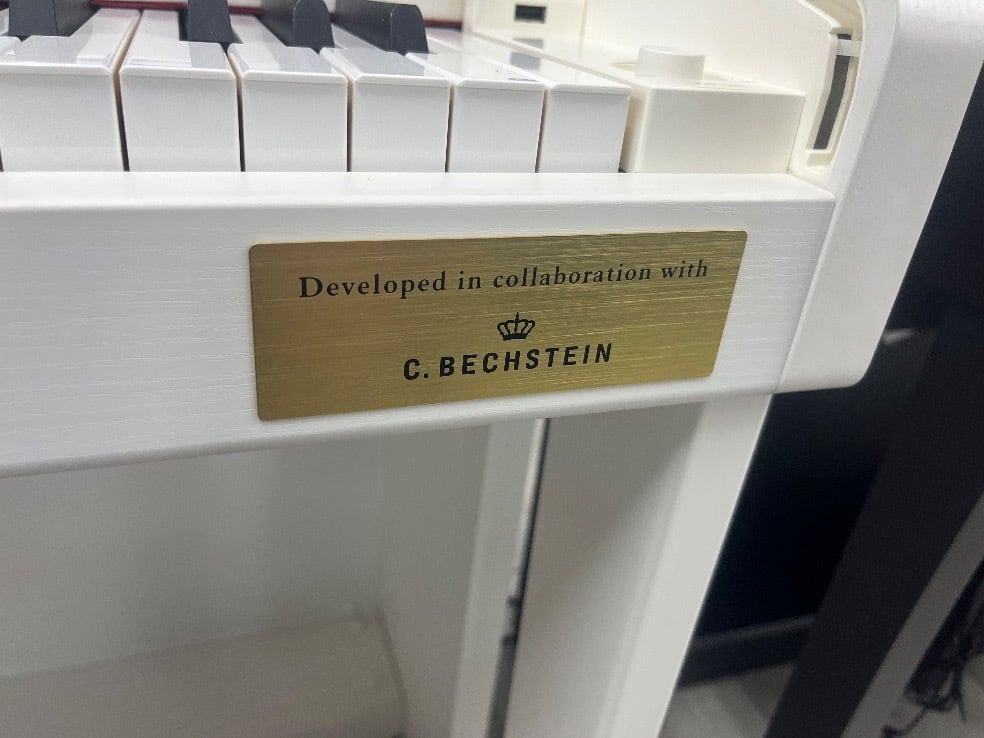 Developed in collaboration with
C. BECHSTEIN